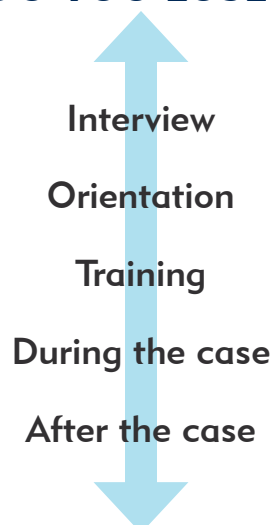 Interview
Orientation
Training
During the case
After the case